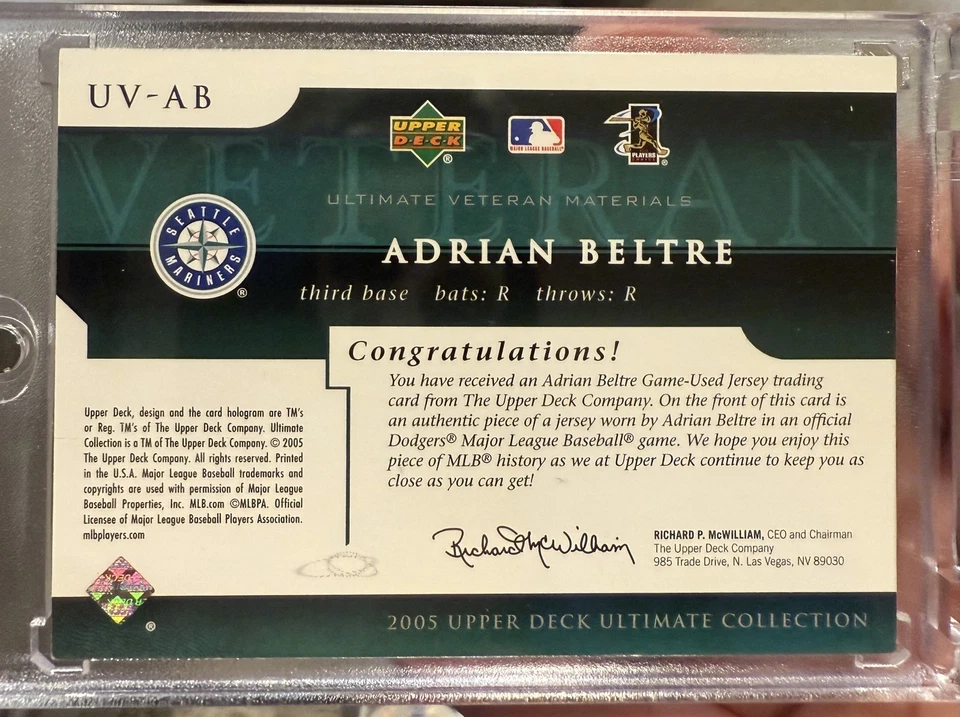 UV-AB
VETERAN
UPPER
D·E·C·K
®
MAJOR LEAGUE BASEBALL
PLAYERS
®
ULTIMATE VETERAN MATERIALS
SEATTLE
MARINERS
®
ADRIAN BELTRE
third base bats: R throws: R
Congratulations!
You have received an Adrian Beltre Game-Used Jersey trading
card from The Upper Deck Company. On the front of this card is
an authentic piece of a jersey worn by Adrian Beltre in an official
Dodgers® Major League Baseball® game. We hope you enjoy this
piece of MLB® history as we at Upper Deck continue to keep you as
close as you can get!
Upper Deck, design and the card hologram are TM's
or Reg. TM's of The Upper Deck Company. Ultimate
Collection is a TM of The Upper Deck Company. © 2005
The Upper Deck Company. All rights reserved. Printed
in the U.S.A. Major League Baseball trademarks and
copyrights are used with permission of Major League
Baseball Properties, Inc. MLB.com ©MLBPA. Official
Licensee of Major League Baseball Players Association.
mlbplayers.com
Richard P McWilliam
RICHARD P. McWILLIAM, CEO and Chairman
The Upper Deck Company
985 Trade Drive, N. Las Vegas, NV 89030
®
2005 UPPER DECK ULTIMATE COLLECTION